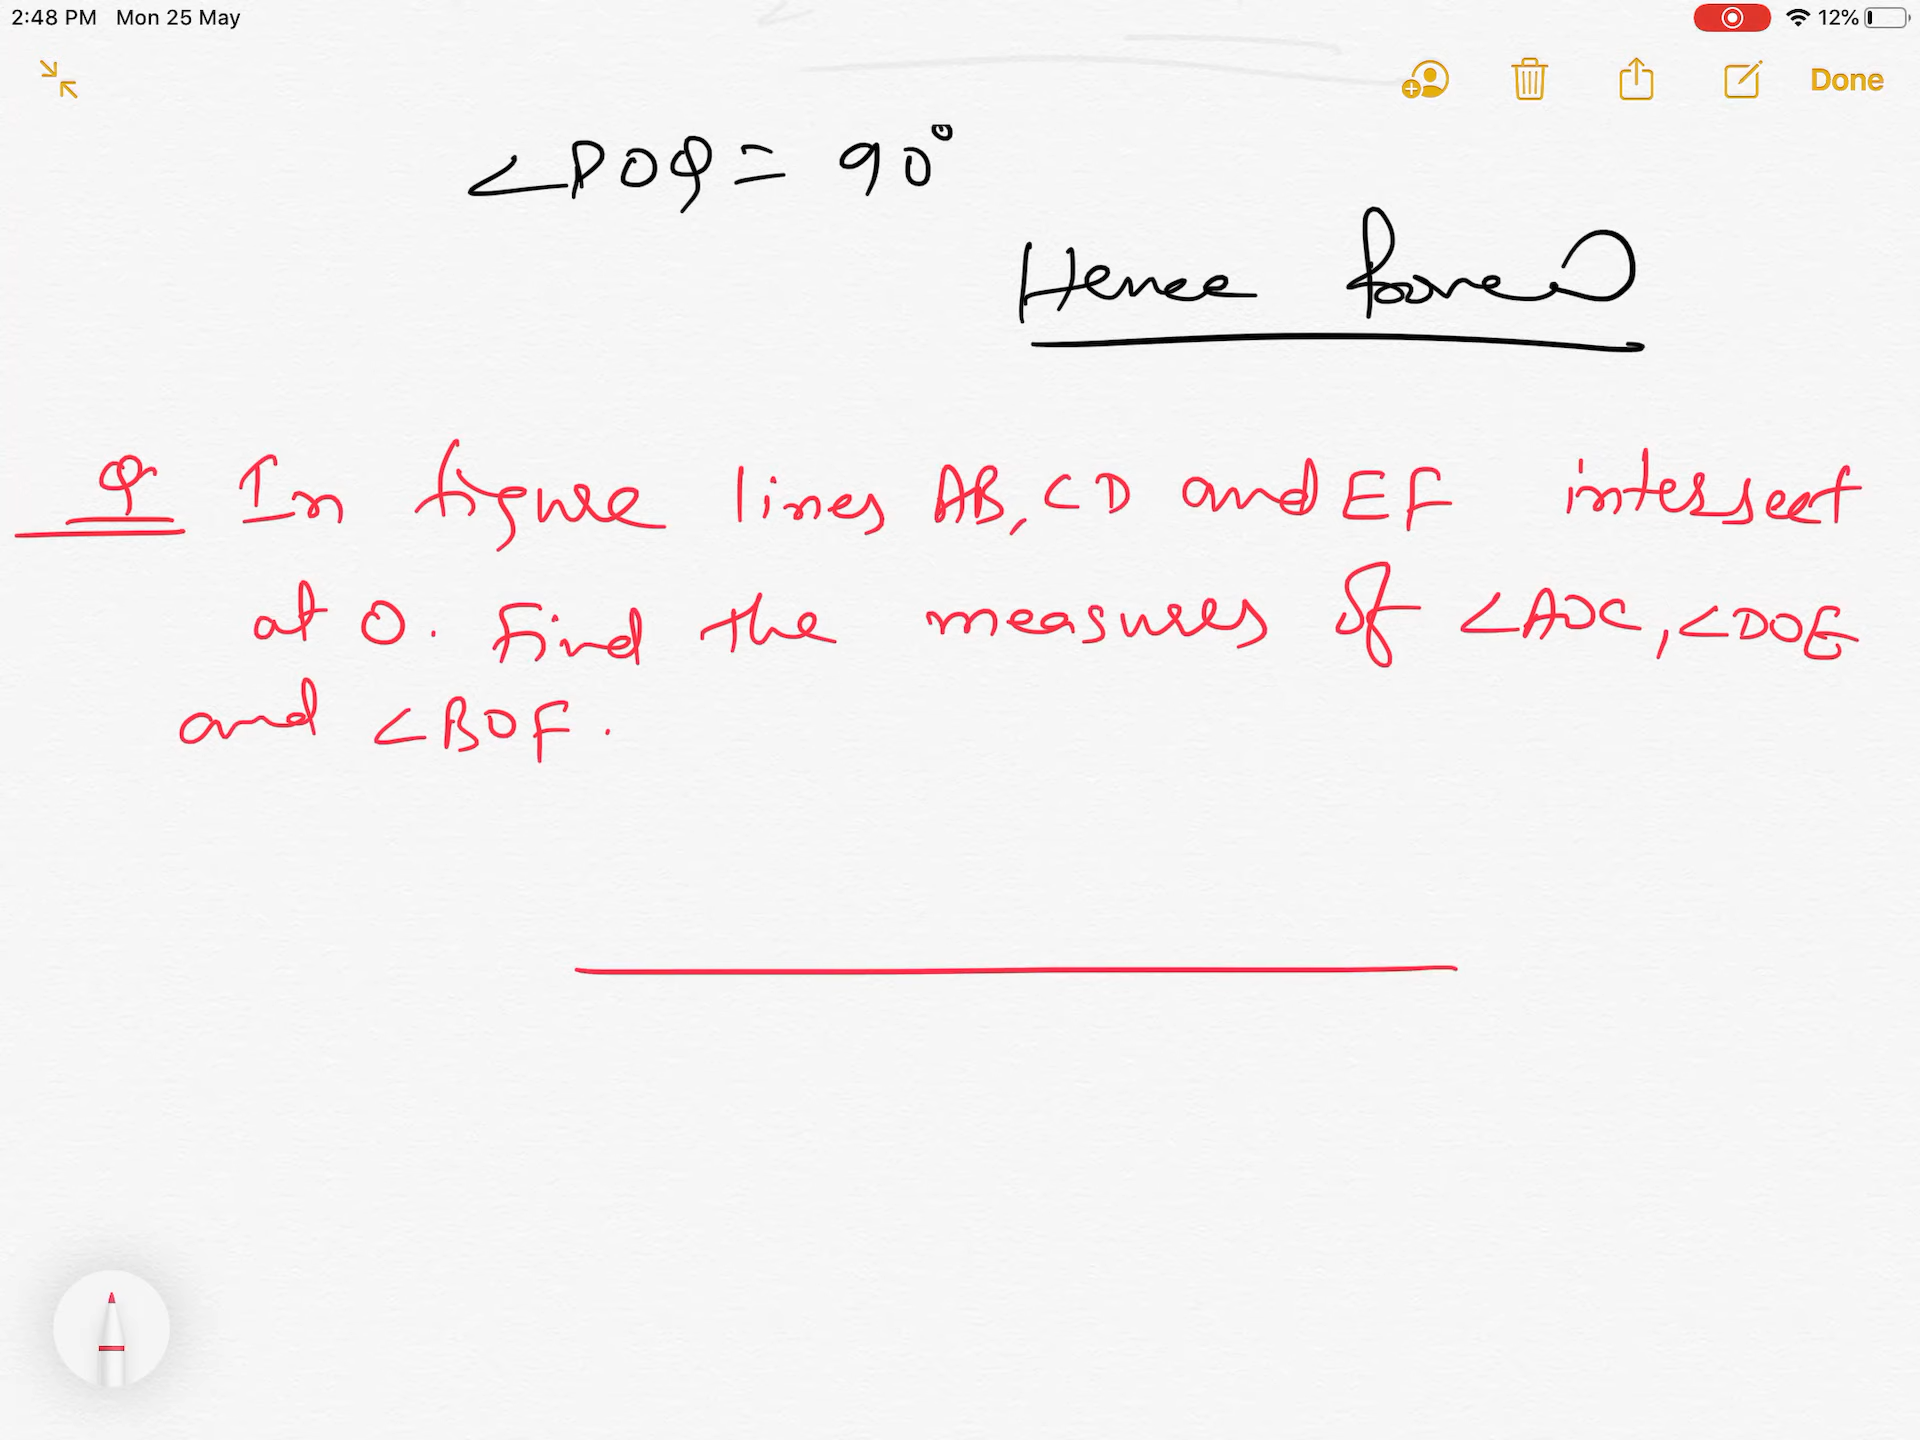 2:48 PM Mon 25 May 12%
Done
∠POQ = 90°
Hence Proved
Q In figure lines AB, CD and EF intersect
at O. Find the measures of ∠AOC, ∠DOE
and ∠BOF.